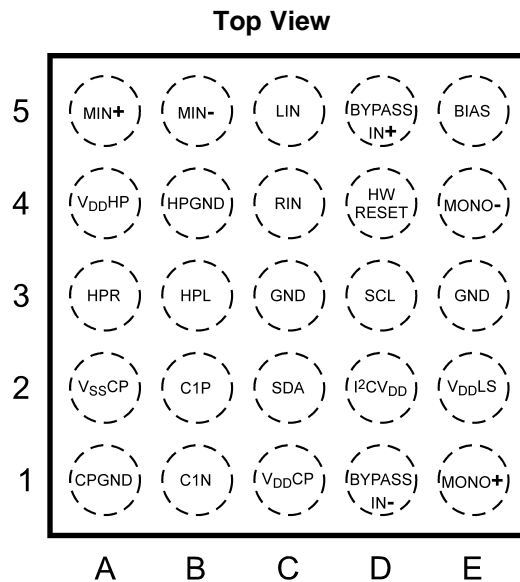 Top View
5 MIN+ MIN- LIN BYPASS IN+ BIAS
4 VDDHP HPGND RIN HW RESET MONO-
3 HPR HPL GND SCL GND
2 VSSCP C1P SDA I²CVDD VDDLS
1 CPGND C1N VDDCP BYPASS IN- MONO+
A B C D E